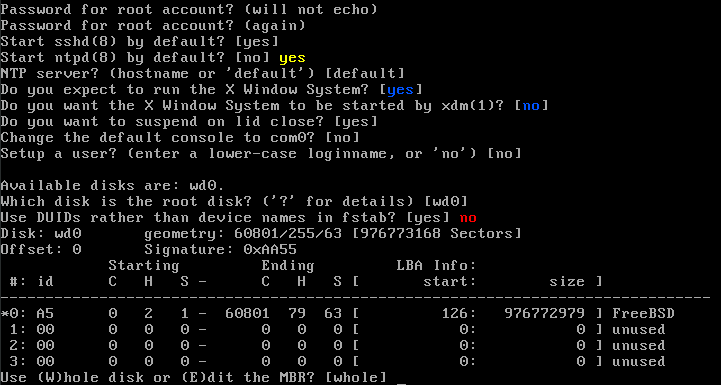 Password for root account? (will not echo)
Password for root account? (again)
Start sshd(8) by default? [yes]
Start ntpd(8) by default? [no] yes
NTP server? (hostname or 'default') [default]
Do you expect to run the X Window System? [yes]
Do you want the X Window System to be started by xdm(1)? [no]
Do you want to suspend on lid close? [yes]
Change the default console to com0? [no]
Setup a user? (enter a lower-case loginname, or 'no') [no]

Available disks are: wd0.
Which disk is the root disk? ('?' for details) [wd0]
Use DUIDs rather than device names in fstab? [yes] no
Disk: wd0       geometry: 60801/255/63 [976773168 Sectors]
Offset: 0       Signature: 0xAA55
            Starting         Ending         LBA Info:
 #: id      C   H   S -      C   H   S [       start:        size ]
-------------------------------------------------------------------------------
*0: A5      0   2   1 -  60801  79  63 [         126:   976772979 ] FreeBSD
 1: 00      0   0   0 -      0   0   0 [           0:           0 ] unused
 2: 00      0   0   0 -      0   0   0 [           0:           0 ] unused
 3: 00      0   0   0 -      0   0   0 [           0:           0 ] unused
Use (W)hole disk or (E)dit the MBR? [whole] _